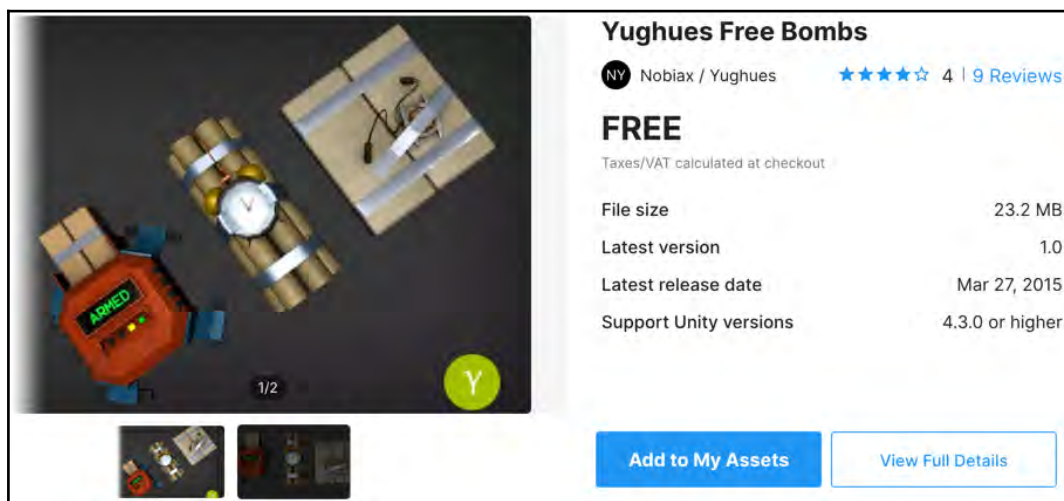 ARMED
1/2
Y
Yughues Free Bombs
NY Nobiax / Yughues 4 | 9 Reviews
FREE
Taxes/VAT calculated at checkout
File size 23.2 MB
Latest version 1.0
Latest release date Mar 27, 2015
Support Unity versions 4.3.0 or higher
Add to My Assets View Full Details